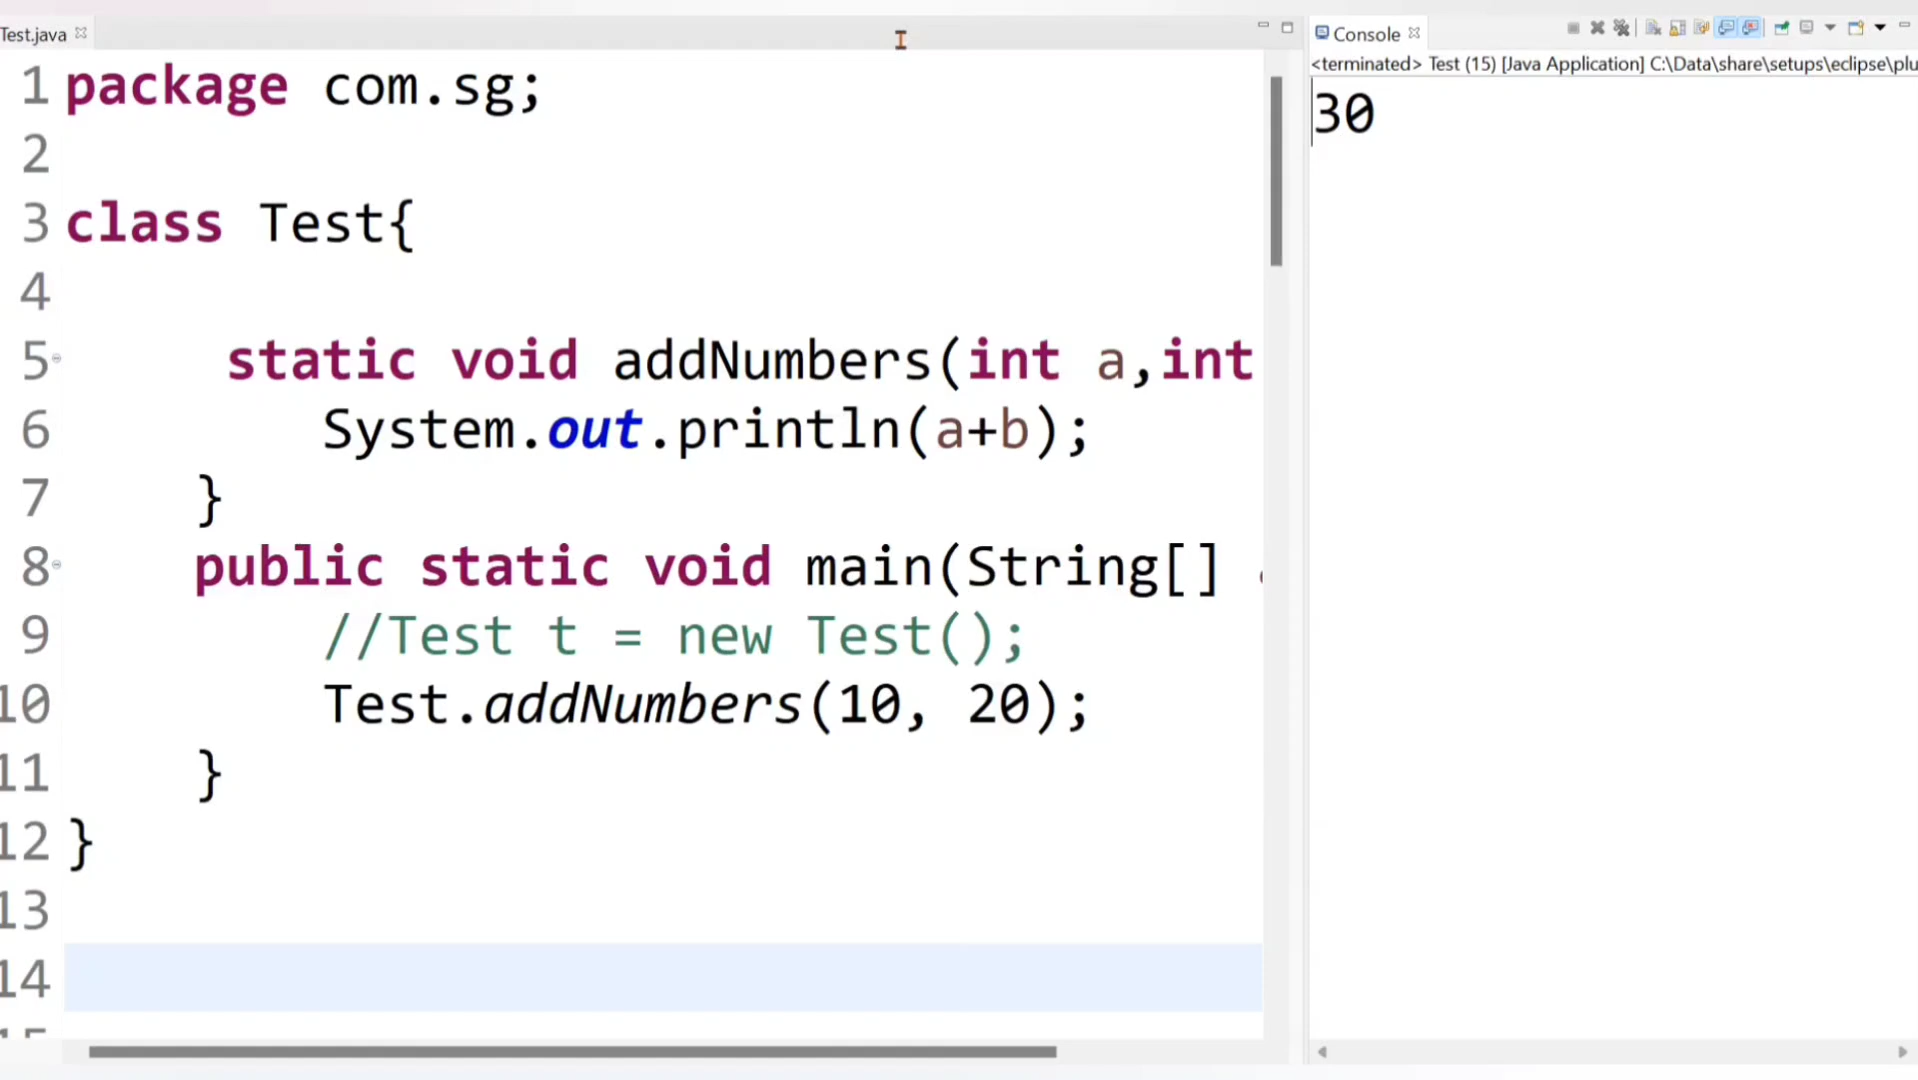 Test.java
1 package com.sg;
2
3 class Test{
4
5 static void addNumbers(int a,int
6 System.out.println(a+b);
7 }
8 public static void main(String[]
9 //Test t = new Test();
10 Test.addNumbers(10, 20);
11 }
12 }
13
14
Console
<terminated> Test (15) [Java Application] C:\Data\share\setups\eclipse\plu
30